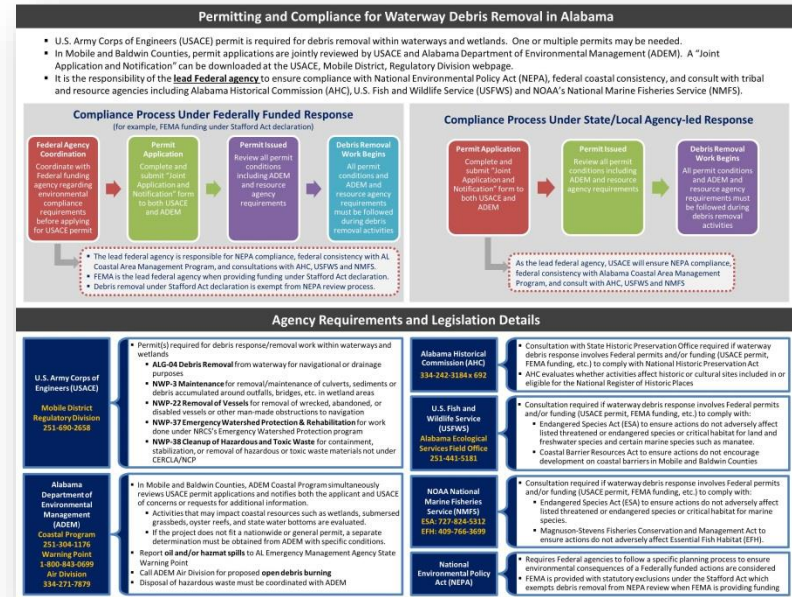 Permitting and Compliance for Waterway Debris Removal in Alabama
▪ U.S. Army Corps of Engineers (USACE) permit is required for debris removal within waterways and wetlands. One or multiple permits may be needed.
▪ In Mobile and Baldwin Counties, permit applications are jointly reviewed by USACE and Alabama Department of Environmental Management (ADEM). A "Joint
Application and Notification" can be downloaded at the USACE, Mobile District, Regulatory Division webpage.
▪ It is the responsibility of the lead Federal agency to ensure compliance with National Environmental Policy Act (NEPA), federal coastal consistency, and consult with tribal
and resource agencies including Alabama Historical Commission (AHC), U.S. Fish and Wildlife Service (USFWS) and NOAA's National Marine Fisheries Service (NMFS).
Compliance Process Under Federally Funded Response
(for example, FEMA funding under Stafford Act declaration)
Federal Agency
Coordination
Coordinate with
Federal funding
agency regarding
environmental
compliance
requirements
before applying
for USACE permit
Permit
Application
Complete and
submit "Joint
Application and
Notification" form
to both USACE
and ADEM
Permit Issued
Review all permit
conditions
including ADEM
and resource
agency
requirements
Debris Removal
Work Begins
All permit
conditions and
ADEM and
resource agency
requirements
must be followed
during debris
removal activities
▪ The lead federal agency is responsible for NEPA compliance, federal consistency with AL
Coastal Area Management Program, and consultations with AHC, USFWS and NMFS.
▪ FEMA is the lead federal agency when providing funding under Stafford Act declaration.
▪ Debris removal under Stafford Act declaration is exempt from NEPA review process.
Compliance Process Under State/Local Agency-led Response
Permit Application
Complete and
submit "Joint
Application and
Notification" form to
both USACE and
ADEM
Permit Issued
Review all permit
conditions including
ADEM and resource
agency requirements
Debris Removal
Work Begins
All permit conditions
and ADEM and
resource agency
requirements must be
followed during
debris removal
activities
As the lead federal agency, USACE will ensure NEPA compliance,
federal consistency with Alabama Coastal Area Management
Program, and consult with AHC, USFWS and NMFS
Agency Requirements and Legislation Details
U.S. Army Corps of
Engineers (USACE)
Mobile District
Regulatory Division
251-690-2658
▪ Permit(s) required for debris response/removal work within waterways and
wetlands
▪ ALG-04 Debris Removal from waterway for navigational or drainage
purposes
▪ NWP-3 Maintenance for removal/maintenance of culverts, sediments or
debris accumulated around outfalls, bridges, etc. in wetland areas
▪ NWP-22 Removal of Vessels for removal of wrecked, abandoned, or
disabled vessels or other man-made obstructions to navigation
▪ NWP-37 Emergency Watershed Protection & Rehabilitation for work
done under NRCS's Emergency Watershed Protection program
▪ NWP-38 Cleanup of Hazardous and Toxic Waste for containment,
stabilization, or removal of hazardous or toxic waste materials not under
CERCLA/NCP
Alabama
Department of
Environmental
Management
(ADEM)
Coastal Program
251-304-1176
Warning Point
1-800-843-0699
Air Division
334-271-7879
▪ In Mobile and Baldwin Counties, ADEM Coastal Program simultaneously
reviews USACE permit applications and notifies both the applicant and USACE
of concerns or requests for additional information.
▪ Activities that may impact coastal resources such as wetlands, submersed
grassbeds, oyster reefs, and state water bottoms are evaluated.
▪ If the project does not fit a nationwide or general permit, a separate
determination must be obtained from ADEM with specific conditions.
▪ Report oil and/or hazmat spills to AL Emergency Management Agency State
Warning Point
▪ Call ADEM Air Division for proposed open debris burning
▪ Disposal of hazardous waste must be coordinated with ADEM
Alabama Historical
Commission (AHC)
334-242-3184 x 692
▪ Consultation with State Historic Preservation Office required if waterway
debris response involves Federal permits and/or funding (USACE permit,
FEMA funding, etc.) to comply with National Historic Preservation Act
▪ AHC evaluates whether activities affect historic or cultural sites included in or
eligible for the National Register of Historic Places
U.S. Fish and
Wildlife Service
(USFWS)
Alabama Ecological
Services Field Office
251-441-5181
▪ Consultation required if waterway debris response involves Federal permits
and/or funding (USACE permit, FEMA funding, etc.) to comply with:
▪ Endangered Species Act (ESA) to ensure actions do not adversely affect
listed threatened or endangered species or critical habitat for land and
freshwater species and certain marine species such as manatee.
▪ Coastal Barrier Resources Act to ensure actions do not encourage
development on coastal barriers in Mobile and Baldwin Counties
NOAA National
Marine Fisheries
Service (NMFS)
ESA: 727-824-5312
EFH: 409-766-3699
▪ Consultation required if waterway debris response involves Federal permits
and/or funding (USACE permit, FEMA funding, etc.) to comply with:
▪ Endangered Species Act (ESA) to ensure actions do not adversely affect
listed threatened or endangered species or critical habitat for marine
species.
▪ Magnuson-Stevens Fisheries Conservation and Management Act to
ensure actions do not adversely affect Essential Fish Habitat (EFH).
National
Environmental Policy
Act (NEPA)
▪ Requires Federal agencies to follow a specific planning process to ensure
environmental consequences of a Federally funded actions are considered
▪ FEMA is provided with statutory exclusions under the Stafford Act which
exempts debris removal from NEPA review when FEMA is providing funding